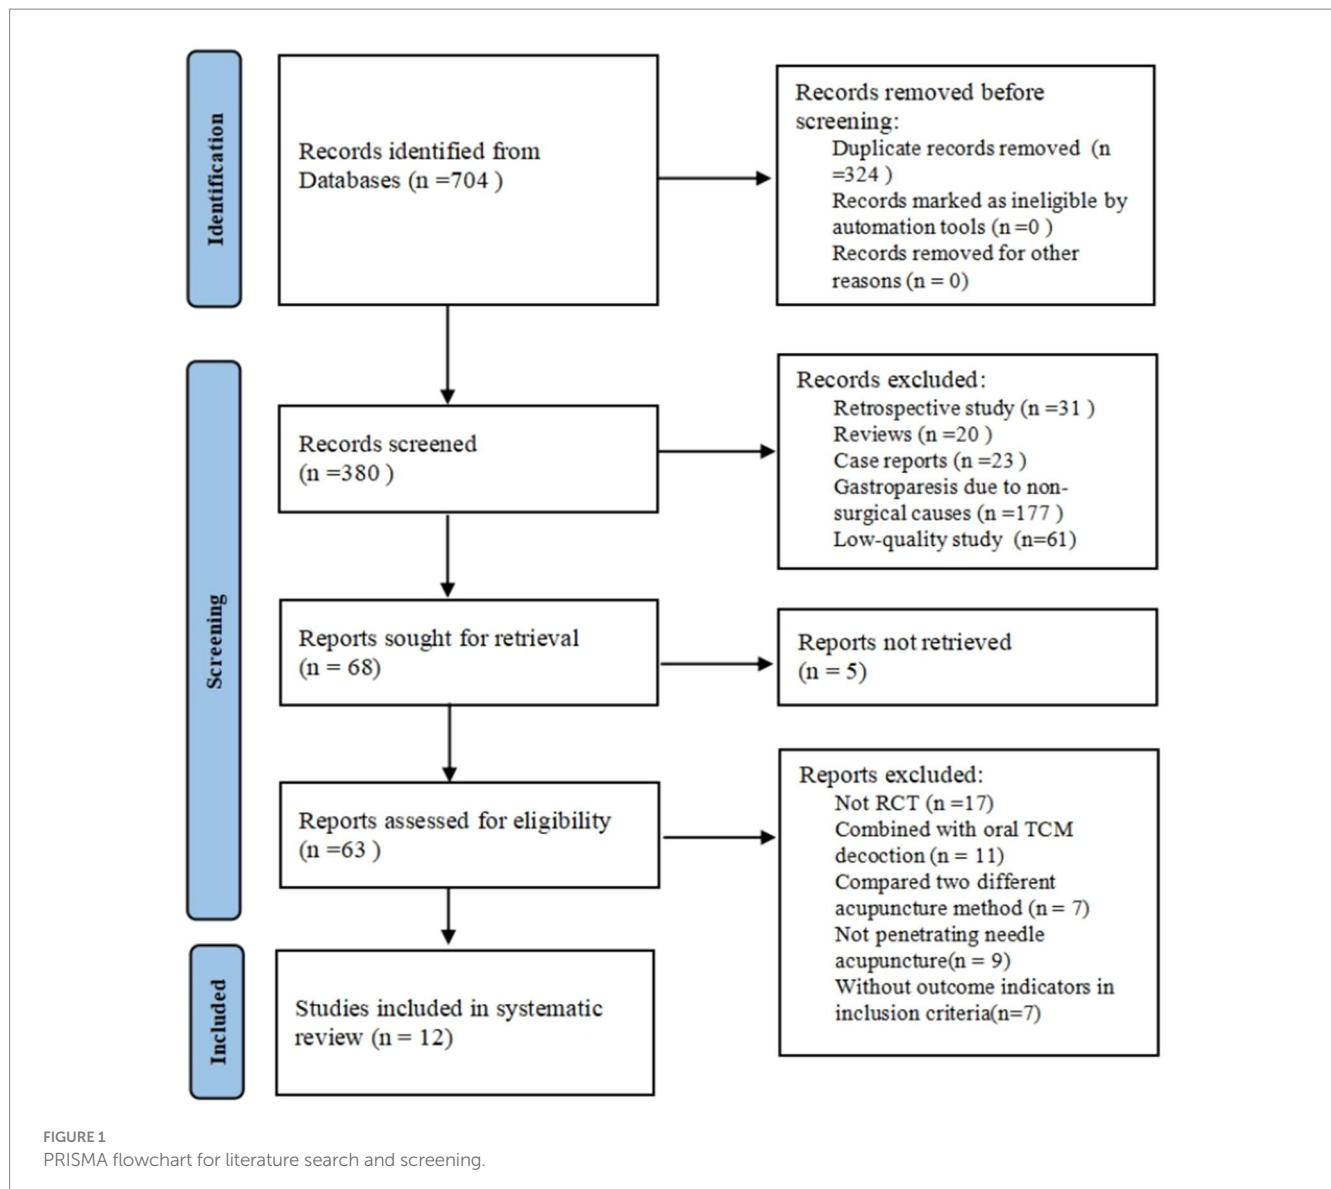 Identification
Records identified from
Databases (n =704 )
Records removed before
screening:
Duplicate records removed (n
=324 )
Records marked as ineligible by
automation tools (n =0 )
Records removed for other
reasons (n = 0)
Screening
Records screened
(n =380 )
Records excluded:
Retrospective study (n =31 )
Reviews (n =20 )
Case reports (n =23 )
Gastroparesis due to non-
surgical causes (n =177 )
Low-quality study (n=61)
Reports sought for retrieval
(n = 68)
Reports not retrieved
(n = 5)
Reports assessed for eligibility
(n =63 )
Reports excluded:
Not RCT (n =17)
Combined with oral TCM
decoction (n = 11)
Compared two different
acupuncture method (n = 7)
Not penetrating needle
acupuncture(n = 9)
Without outcome indicators in
inclusion criteria(n=7)
Included
Studies included in systematic
review (n = 12)
FIGURE 1
PRISMA flowchart for literature search and screening.